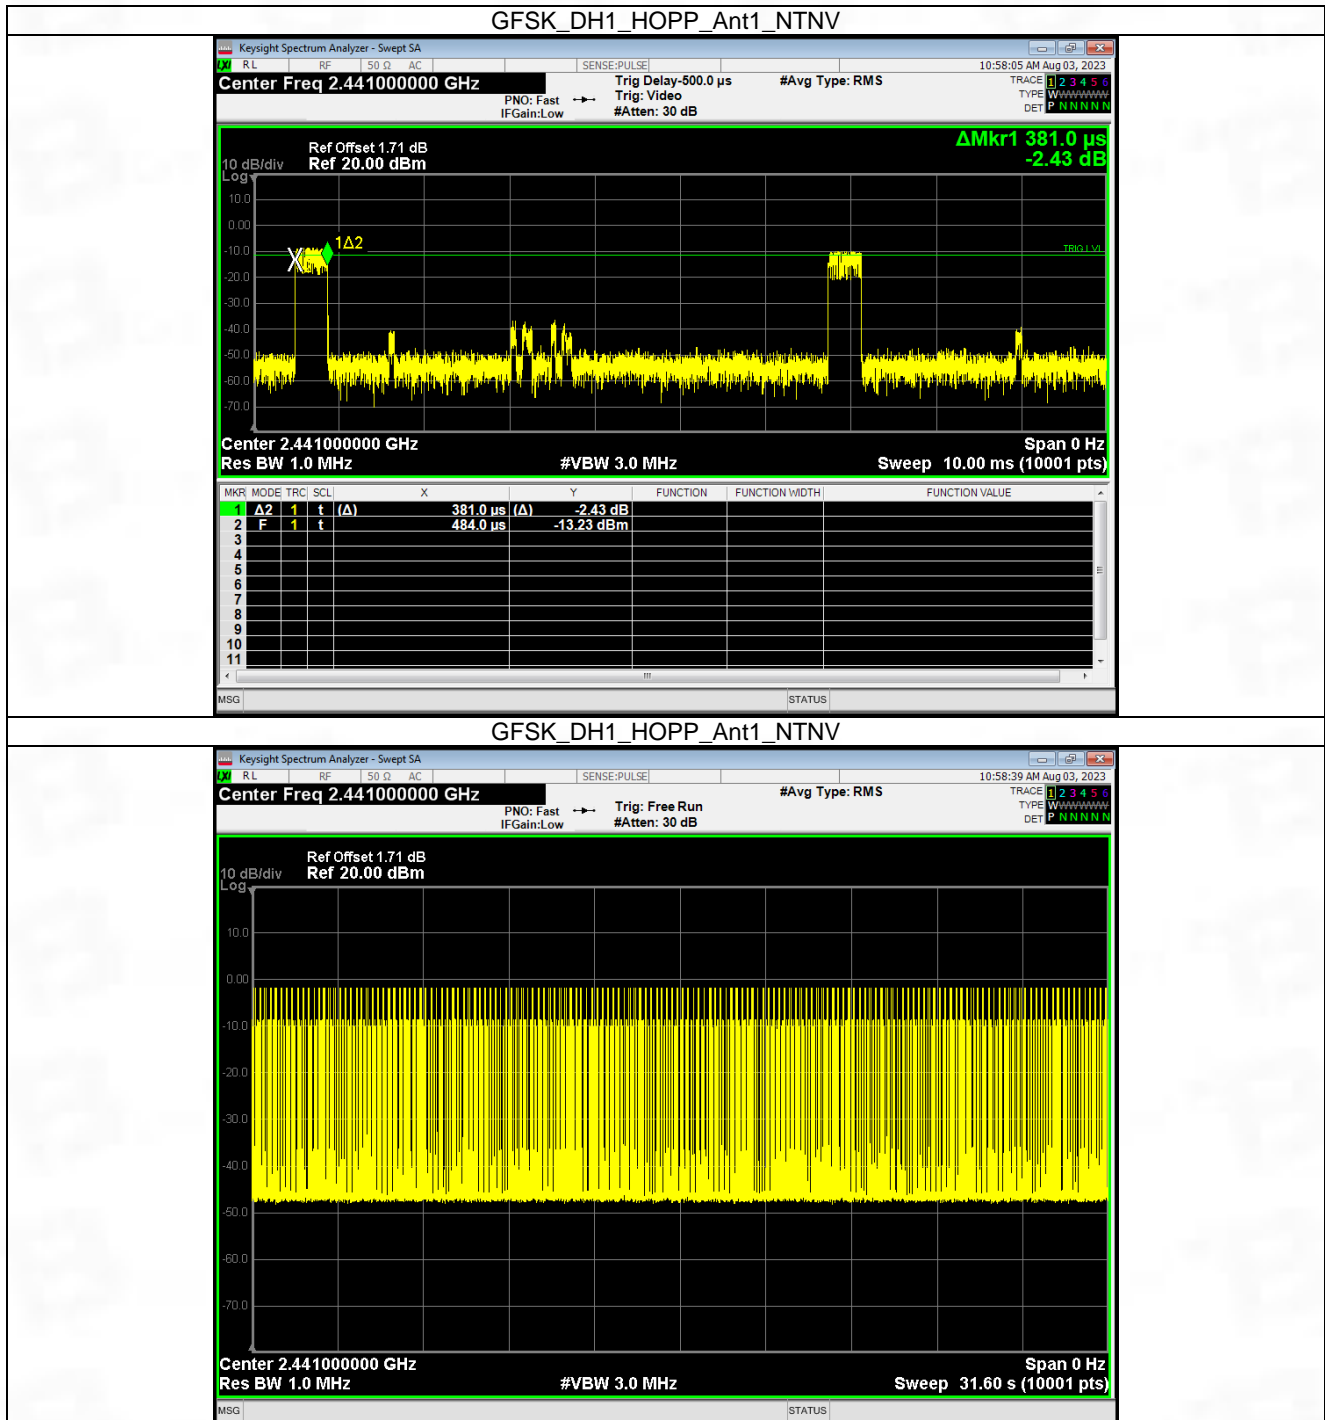 GFSK_DH1_HOPP_Ant1_NTNV
Keysight Spectrum Analyzer - Swept SA
LXI RL RF 50 Ω AC SENSE:PULSE 10:58:05 AM Aug 03, 2023
Center Freq 2.441000000 GHz Trig Delay-500.0 µs #Avg Type: RMS TRACE 1 2 3 4 5 6
PNO: Fast Trig: Video TYPE WWWWWW
IFGain:Low #Atten: 30 dB DET P N N N N N
ΔMkr1 381.0 µs
-2.43 dB
Ref Offset 1.71 dB
10 dB/div Ref 20.00 dBm
Log
10.0
0.00
1Δ2
-10.0
TRIG LVL
-20.0
-30.0
-40.0
-50.0
-60.0
-70.0
Center 2.441000000 GHz Span 0 Hz
Res BW 1.0 MHz #VBW 3.0 MHz Sweep 10.00 ms (10001 pts)
MKR MODE TRC SCL X Y FUNCTION FUNCTION WIDTH FUNCTION VALUE
1 Δ2 1 t (Δ) 381.0 µs (Δ) -2.43 dB
2 F 1 t 484.0 µs -13.23 dBm
3
4
5
6
7
8
9
10
11
MSG STATUS
GFSK_DH1_HOPP_Ant1_NTNV
Keysight Spectrum Analyzer - Swept SA
LXI RL RF 50 Ω AC SENSE:PULSE 10:58:39 AM Aug 03, 2023
Center Freq 2.441000000 GHz #Avg Type: RMS TRACE 1 2 3 4 5 6
PNO: Fast Trig: Free Run TYPE WWWWWW
IFGain:Low #Atten: 30 dB DET P N N N N N
Ref Offset 1.71 dB
10 dB/div Ref 20.00 dBm
Log
10.0
0.00
-10.0
-20.0
-30.0
-40.0
-50.0
-60.0
-70.0
Center 2.441000000 GHz Span 0 Hz
Res BW 1.0 MHz #VBW 3.0 MHz Sweep 31.60 s (10001 pts)
MSG STATUS